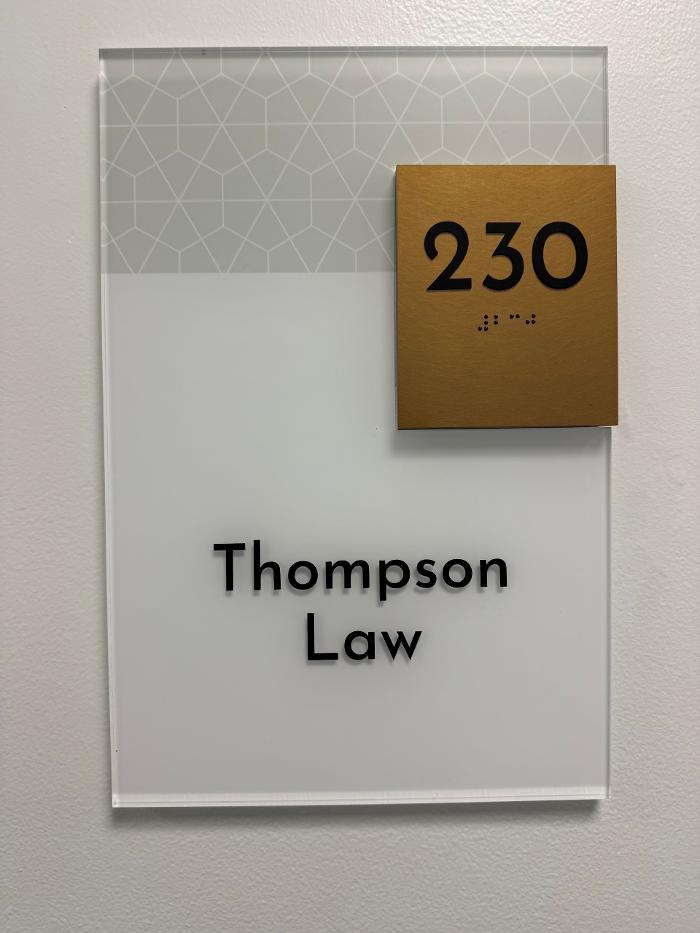 230
⠼⠃⠉⠚
Thompson
Law